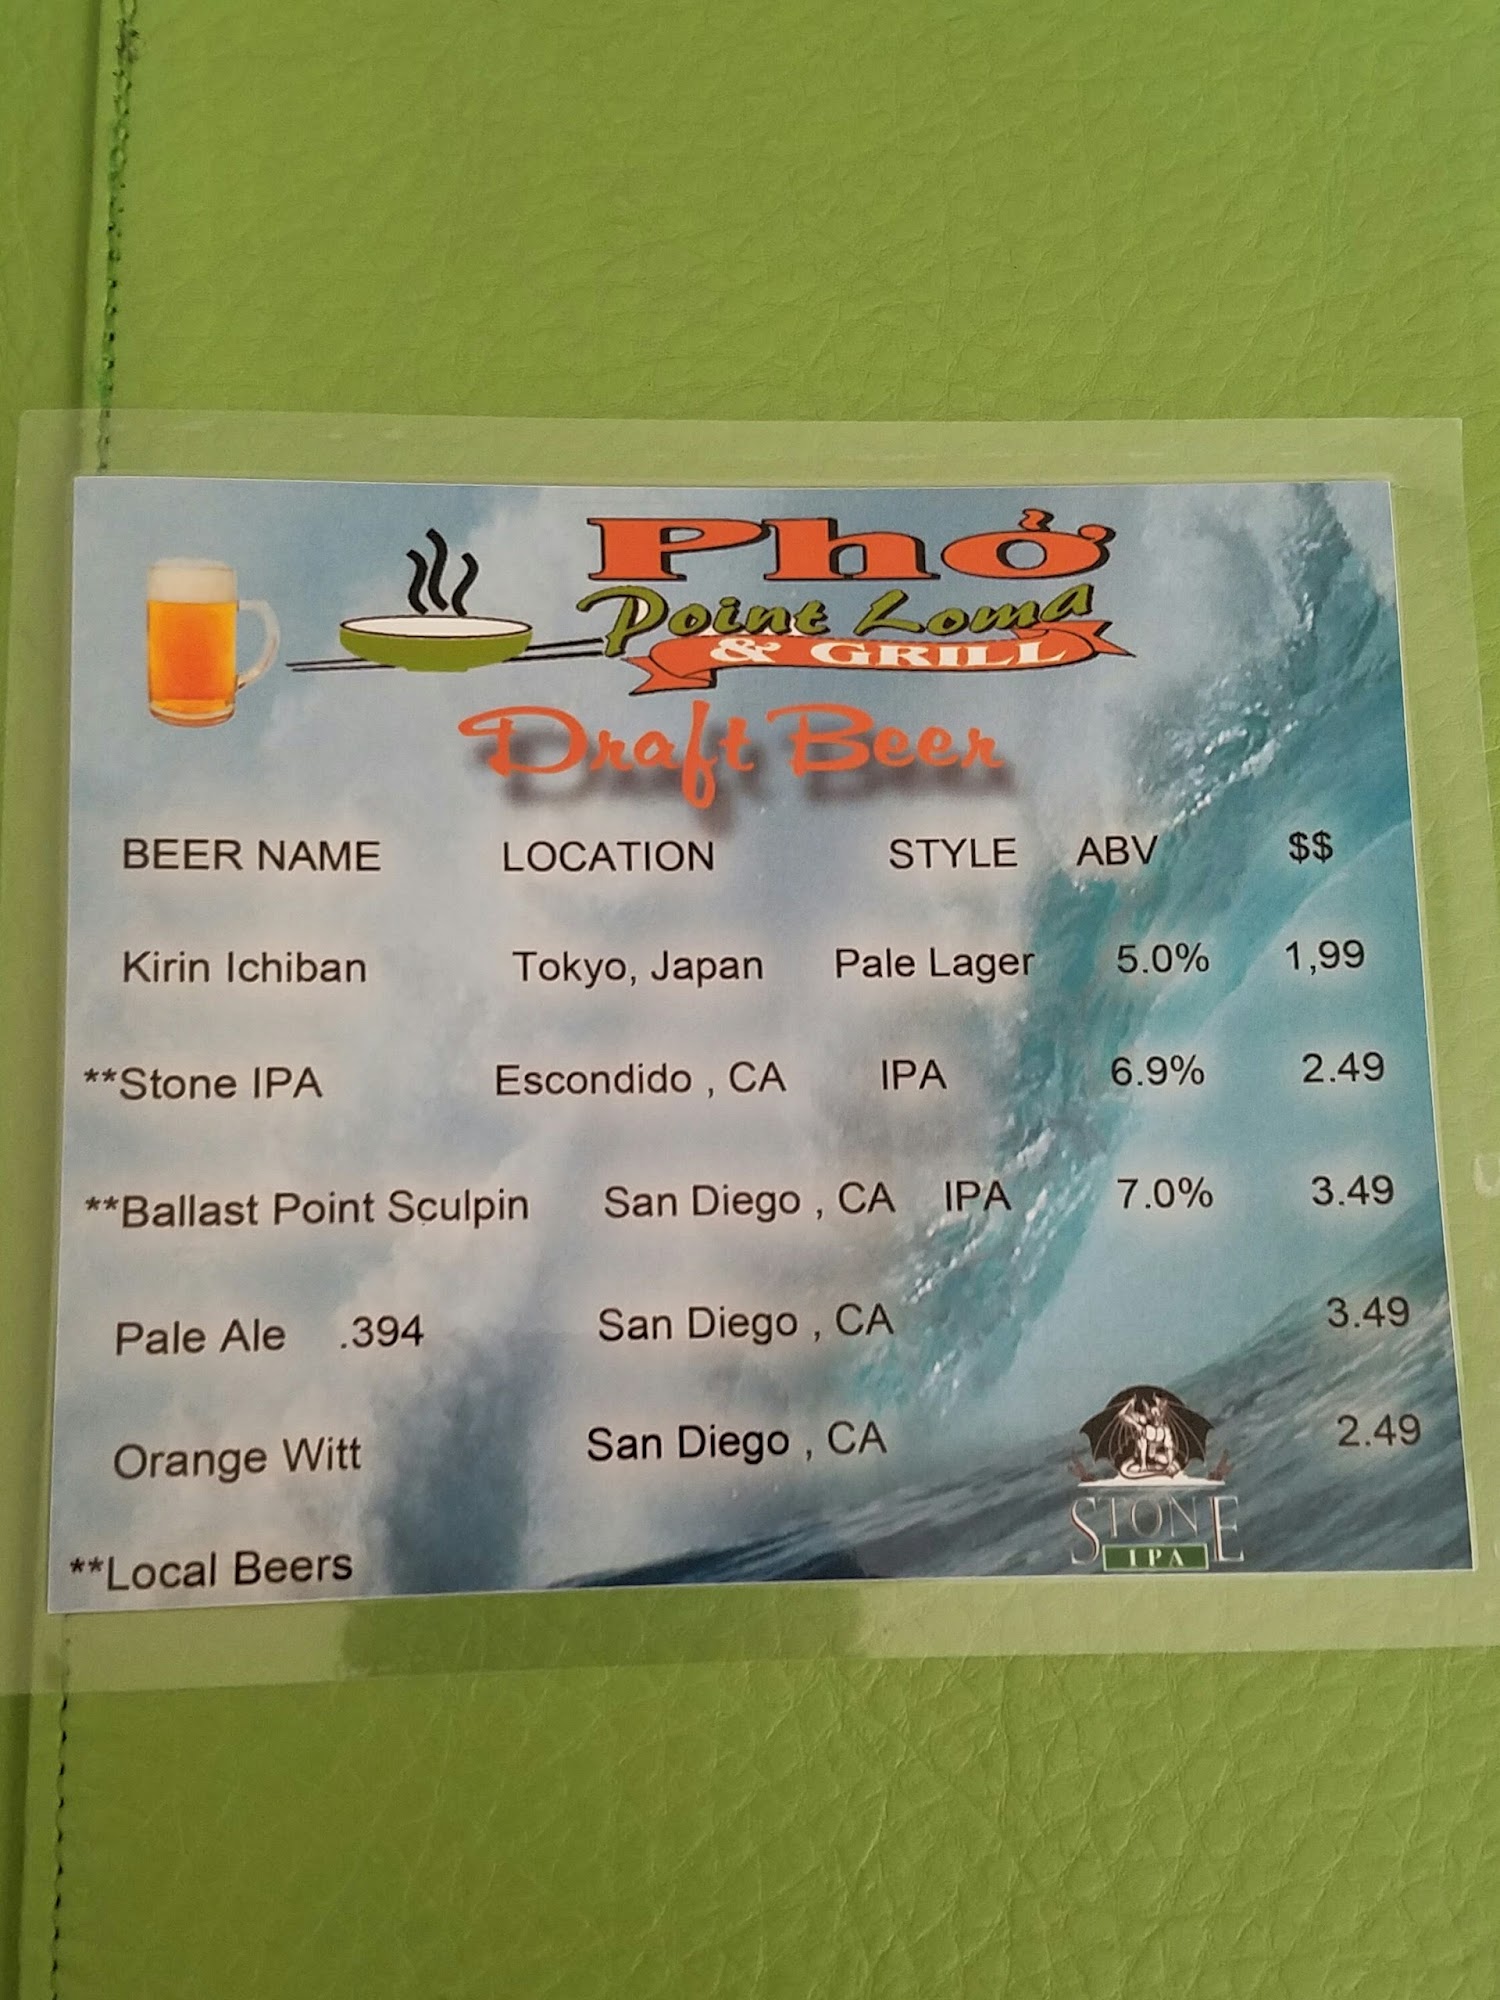 Phở
Point Loma
& GRILL
Draft Beer
BEER NAME LOCATION STYLE ABV $$
Kirin Ichiban Tokyo, Japan Pale Lager 5.0% 1,99
**Stone IPA Escondido , CA IPA 6.9% 2.49
**Ballast Point Sculpin San Diego , CA IPA 7.0% 3.49
Pale Ale .394 San Diego , CA 3.49
Orange Witt San Diego , CA 2.49
**Local Beers
STONE
IPA